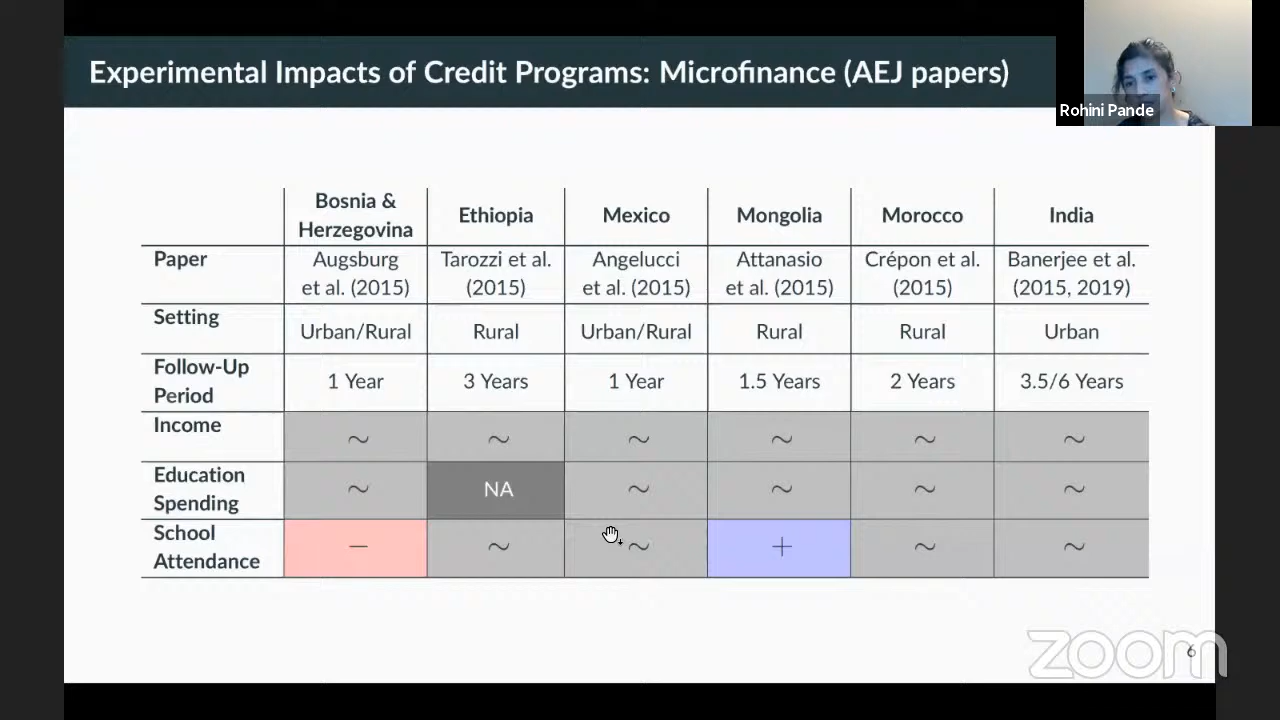 Experimental Impacts of Credit Programs: Microfinance (AEJ papers)
Rohini Pande
Bosnia & Herzegovina Ethiopia Mexico Mongolia Morocco India
Paper Augsburg et al. (2015) Tarozzi et al. (2015) Angelucci et al. (2015) Attanasio et al. (2015) Crépon et al. (2015) Banerjee et al. (2015, 2019)
Setting Urban/Rural Rural Urban/Rural Rural Rural Urban
Follow-Up Period 1 Year 3 Years 1 Year 1.5 Years 2 Years 3.5/6 Years
Income ~ ~ ~ ~ ~ ~
Education Spending ~ NA ~ ~ ~ ~
School Attendance − ~ ~ + ~ ~
zoom
6